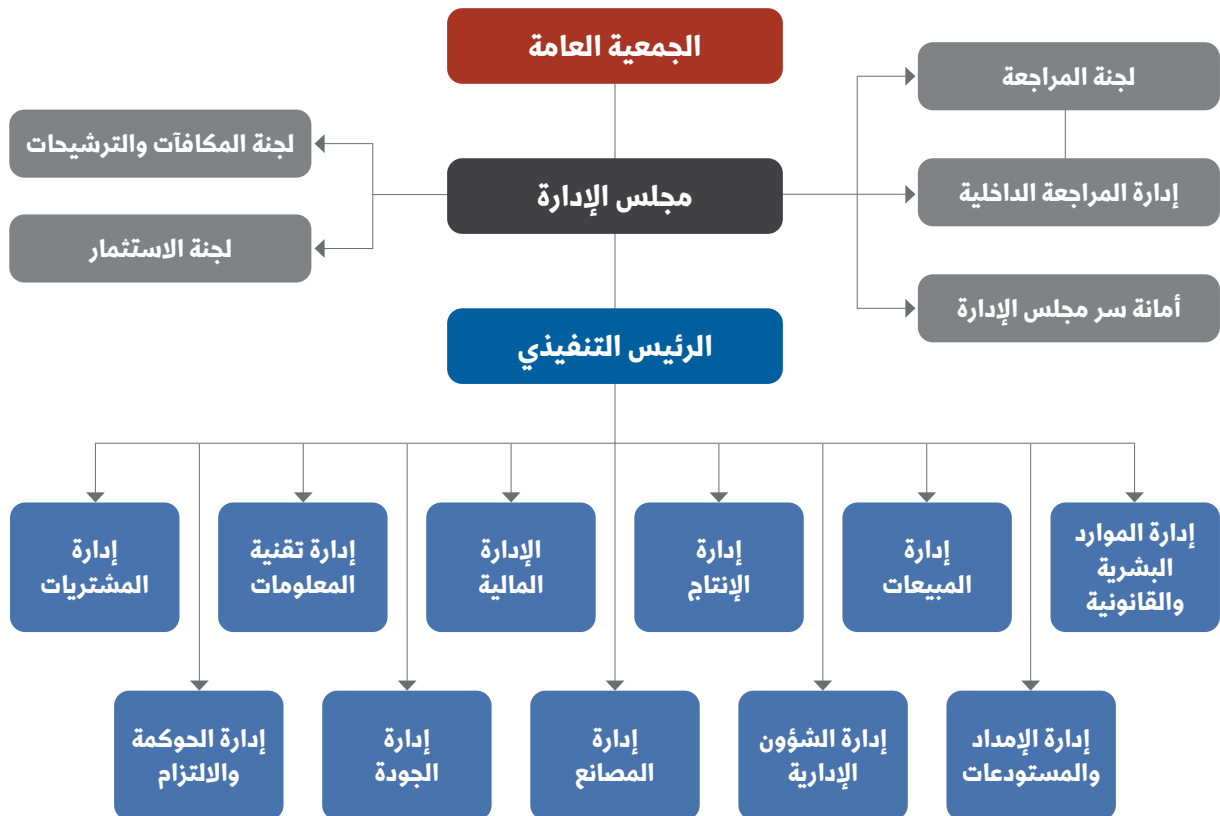 الجمعية العامة
لجنة المراجعة
لجنة المكافآت والترشيحات
مجلس الإدارة
إدارة المراجعة الداخلية
لجنة الاستثمار
أمانة سر مجلس الإدارة
الرئيس التنفيذي
إدارة الموارد
البشرية
والقانونية
إدارة
المبيعات
إدارة
الإنتاج
الإدارة
المالية
إدارة تقنية
المعلومات
إدارة
المشتريات
إدارة الإمداد
والمستودعات
إدارة الشؤون
الإدارية
إدارة
المصانع
إدارة
الجودة
إدارة الحوكمة
والالتزام